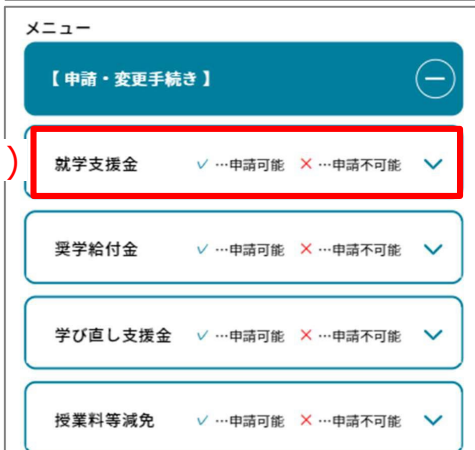 メニュー
【 申請・変更手続き 】
)
就学支援金 ✓ …申請可能 × …申請不可能
奨学給付金 ✓ …申請可能 × …申請不可能
学び直し支援金 ✓ …申請可能 × …申請不可能
授業料等減免 ✓ …申請可能 × …申請不可能